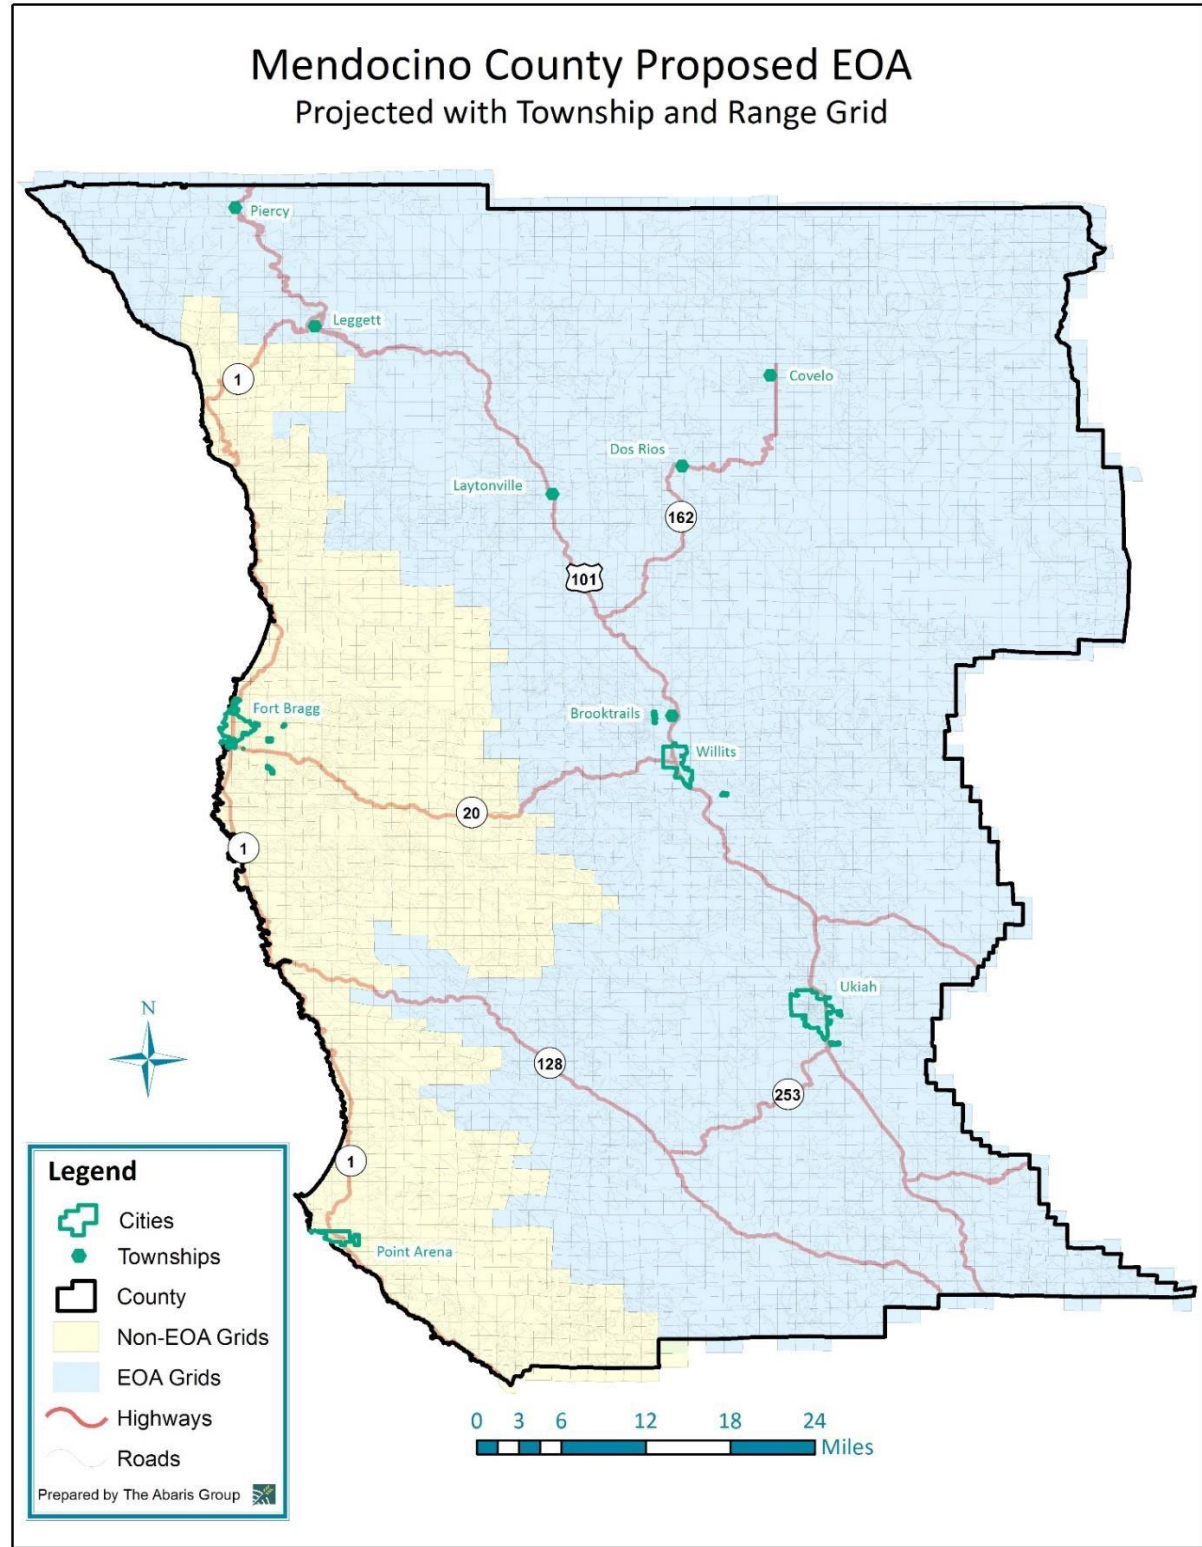 Mendocino County Proposed EOA
Projected with Township and Range Grid
Piercy
Leggett
1
Covelo
Dos Rios
Laytonville
162
101
Fort Bragg
Brooktrails
Willits
20
1
Ukiah
N
128
253
1
Point Arena
Legend
Cities
Townships
County
Non-EOA Grids
EOA Grids
Highways
Roads
Prepared by The Abaris Group
0 3 6 12 18 24
Miles